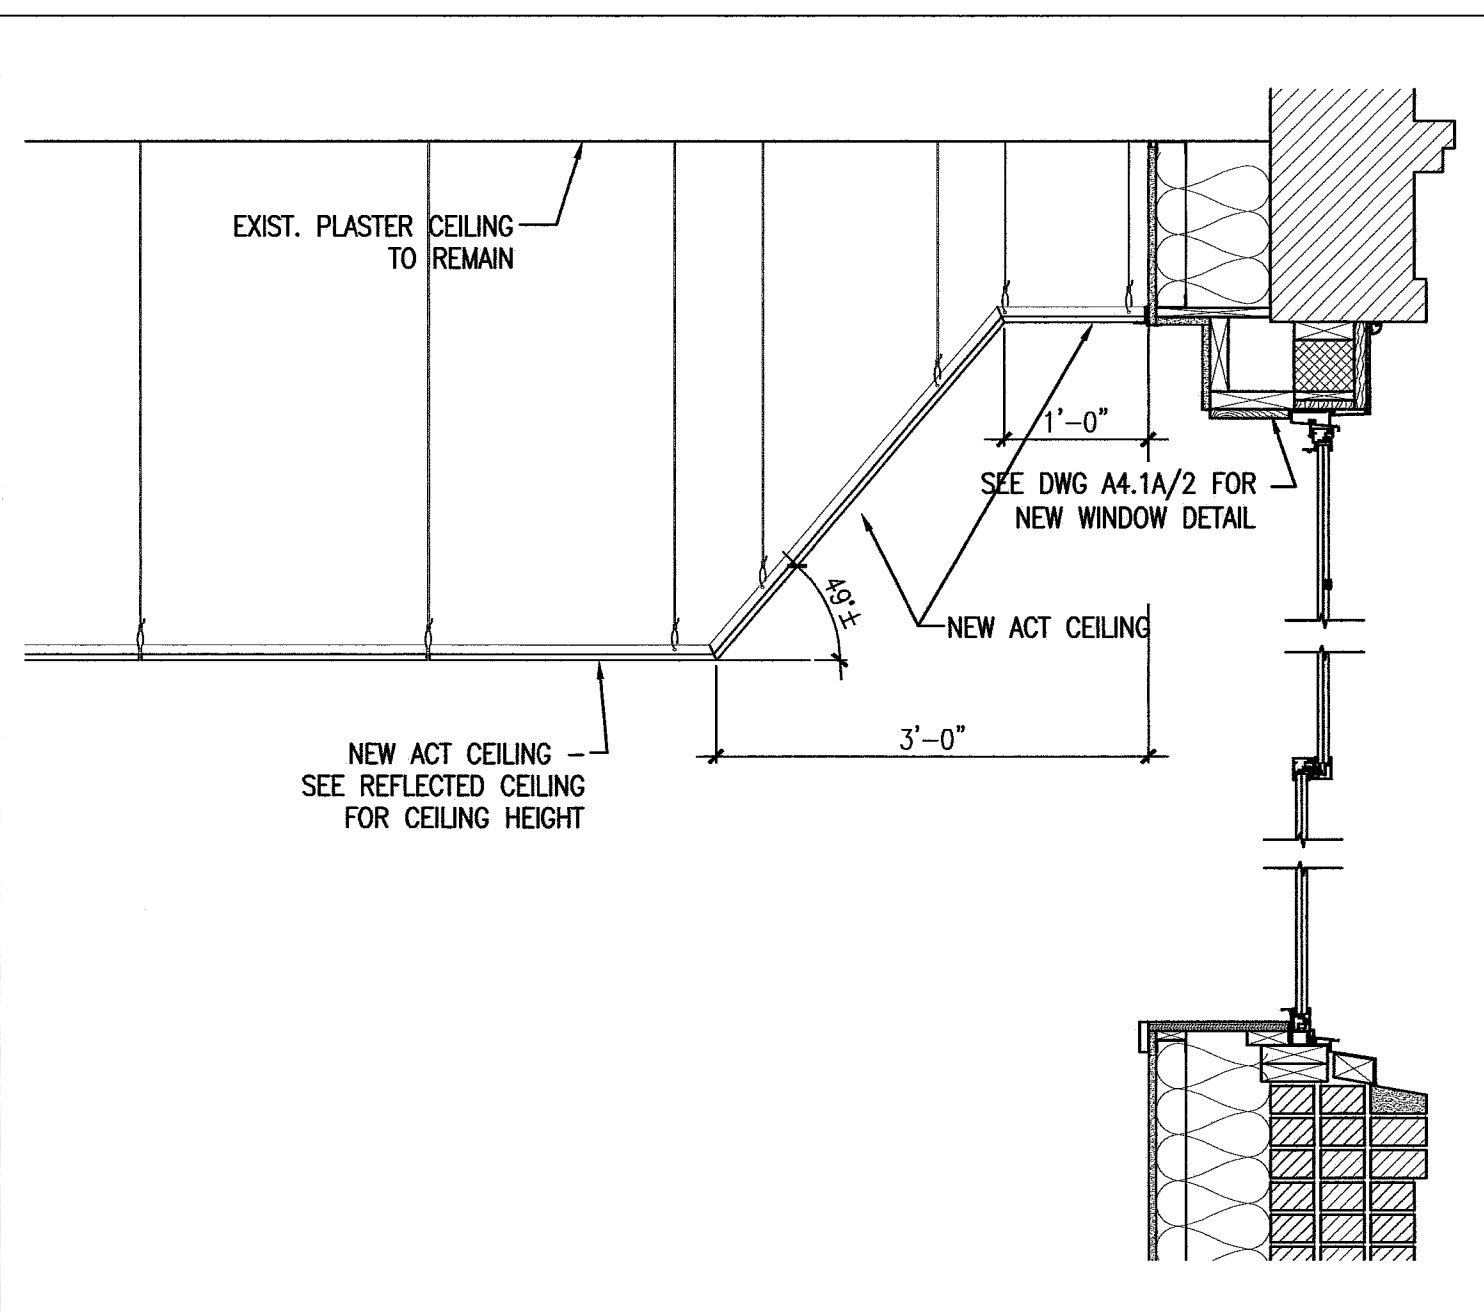 EXIST. PLASTER CEILING
TO REMAIN
1'-0"
SEE DWG A4.1A/2 FOR
NEW WINDOW DETAIL
49°±
NEW ACT CEILING
3'-0"
NEW ACT CEILING -
SEE REFLECTED CEILING
FOR CEILING HEIGHT